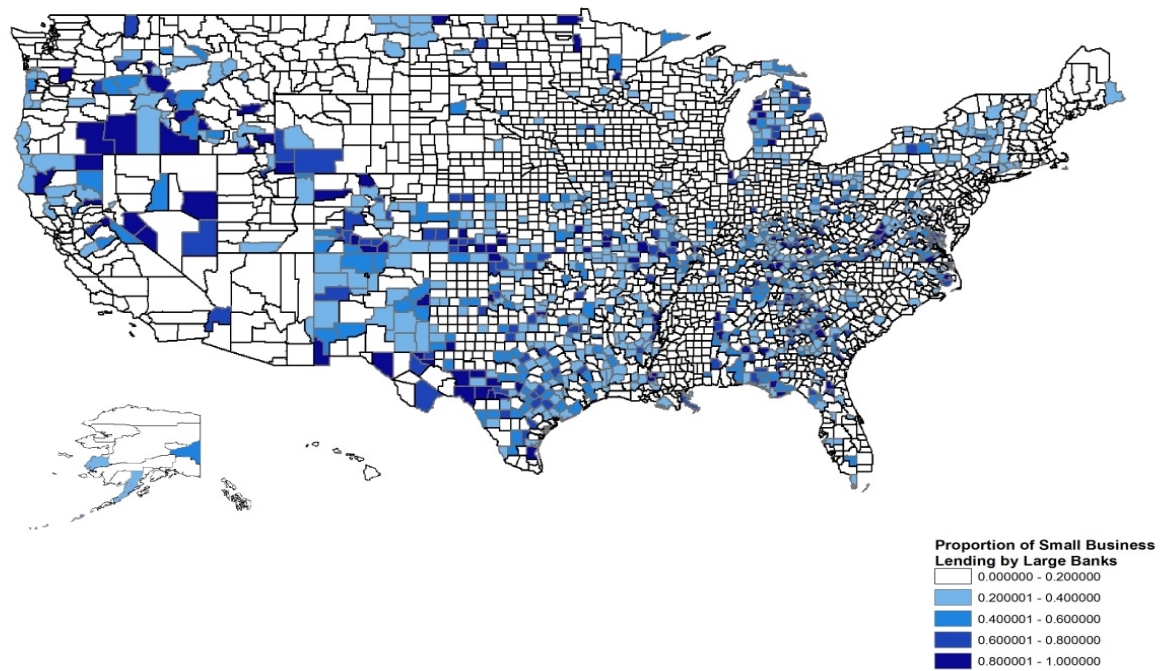 Proportion of Small Business
Lending by Large Banks
0.000000 - 0.200000
0.200001 - 0.400000
0.400001 - 0.600000
0.600001 - 0.800000
0.800001 - 1.000000